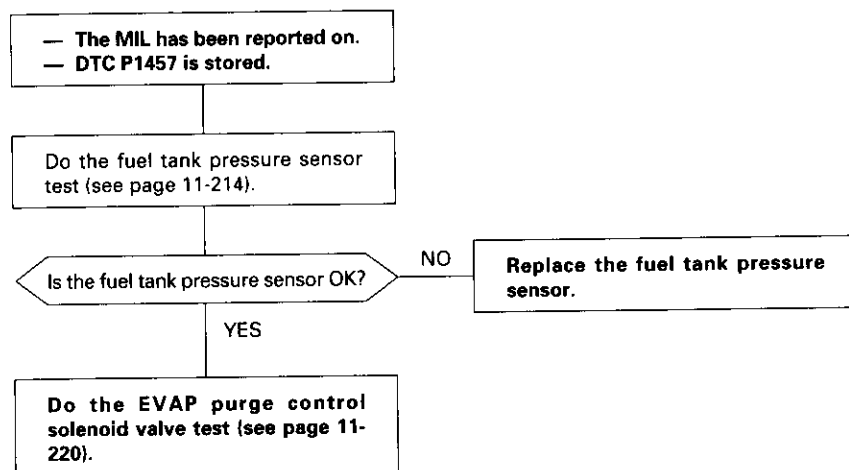 — The MIL has been reported on.
— DTC P1457 is stored.
Do the fuel tank pressure sensor
test (see page 11-214).
Is the fuel tank pressure sensor OK?
NO
Replace the fuel tank pressure
sensor.
YES
Do the EVAP purge control
solenoid valve test (see page 11-
220).